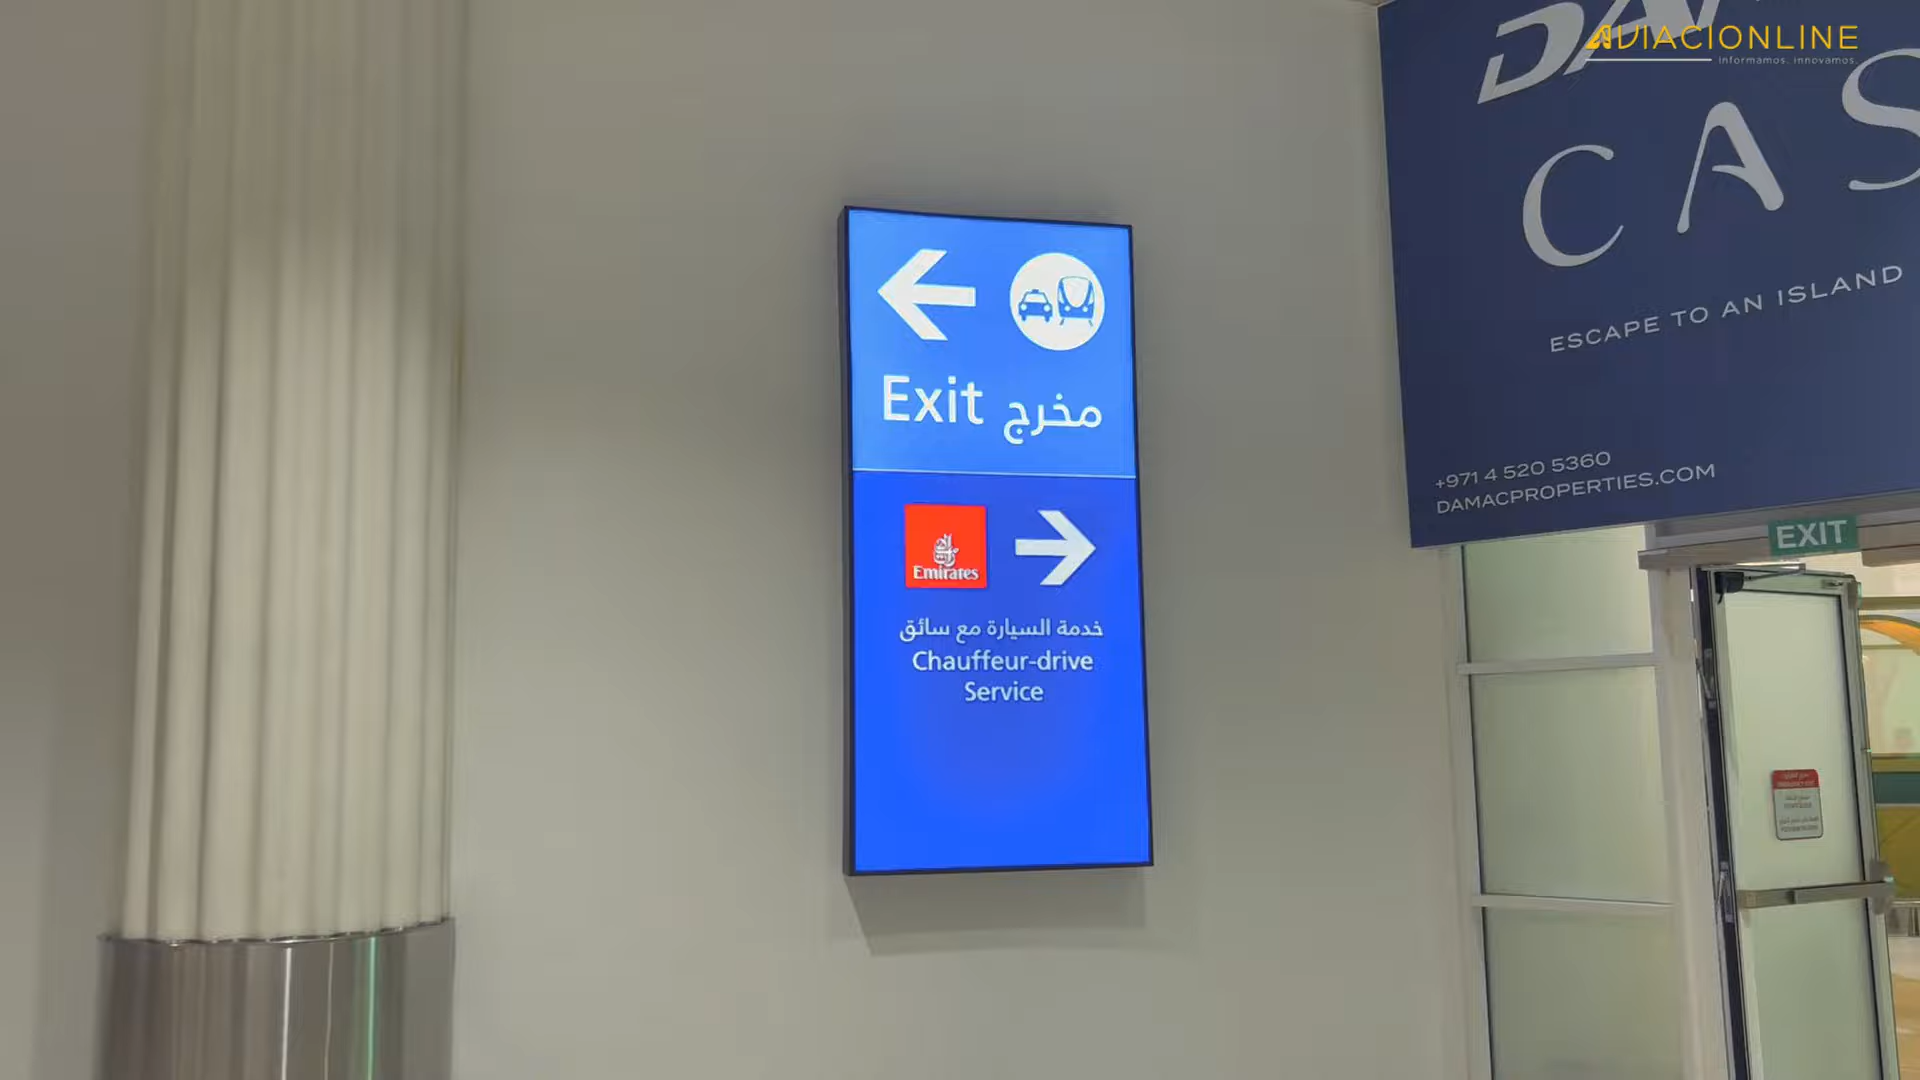 AVIACIONLINE
informamos. innovamos.
Exit مخرج
Emirates
خدمة السيارة مع سائق
Chauffeur-drive
Service
CAS
ESCAPE TO AN ISLAND
+971 4 520 5360
DAMACPROPERTIES.COM
EXIT